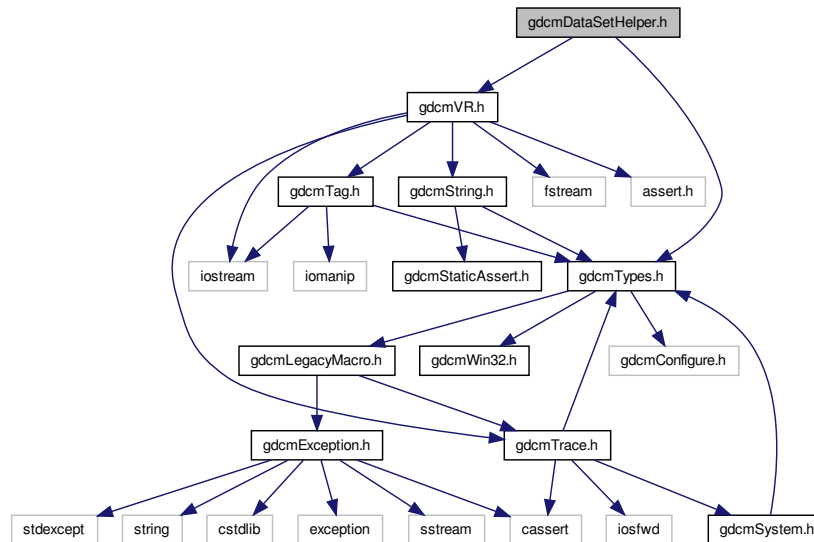 gdcmDataSetHelper.h
gdcmVR.h
gdcmTag.h
gdcmString.h
fstream
assert.h
iostream
iomanip
gdcmStaticAssert.h
gdcmTypes.h
gdcmLegacyMacro.h
gdcmWin32.h
gdcmConfigure.h
gdcmException.h
gdcmTrace.h
stdexcept
string
cstdlib
exception
sstream
cassert
iosfwd
gdcmSystem.h